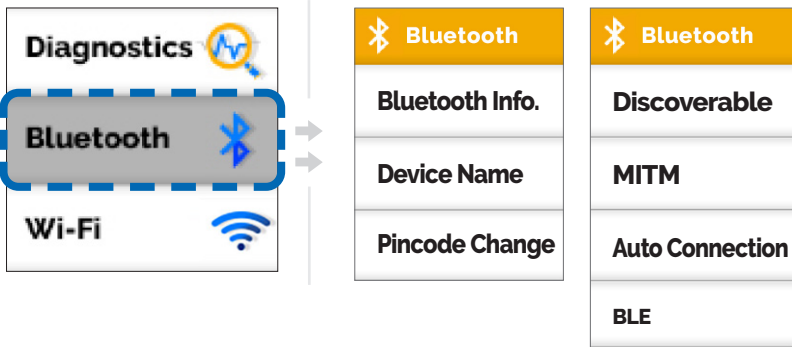 Diagnostics
Bluetooth
Wi-Fi
Bluetooth
Bluetooth Info.
Device Name
Pincode Change
Bluetooth
Discoverable
MITM
Auto Connection
BLE